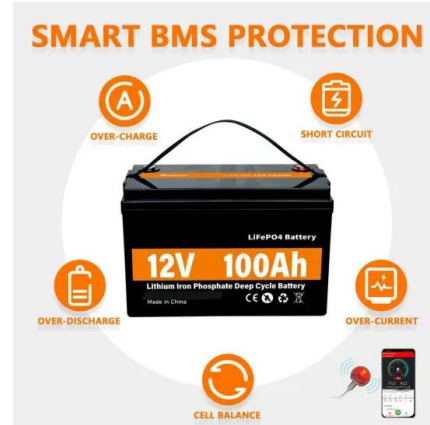 SMART BMS PROTECTION
OVER-CHARGE
SHORT CIRCUIT
LiFePO4 Battery
12V 100Ah
Lithium Iron Phosphate Deep Cycle Battery
Made in China
CE
OVER-DISCHARGE
OVER-CURRENT
CELL BALANCE